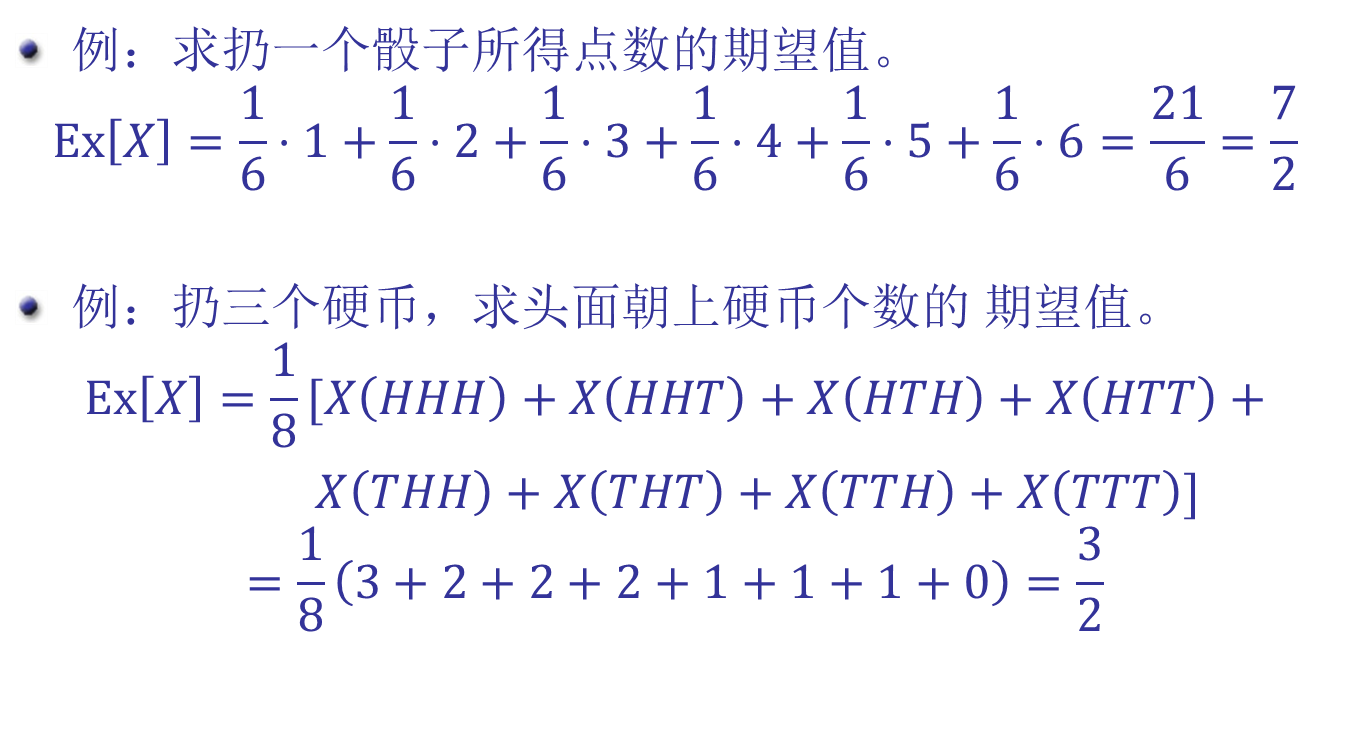 例：求扔一个骰子所得点数的期望值。
Ex[X] = 1/6 · 1 + 1/6 · 2 + 1/6 · 3 + 1/6 · 4 + 1/6 · 5 + 1/6 · 6 = 21/6 = 7/2
例：扔三个硬币，求头面朝上硬币个数的 期望值。
Ex[X] = 1/8 [X(HHH) + X(HHT) + X(HTH) + X(HTT) +
X(THH) + X(THT) + X(TTH) + X(TTT)]
= 1/8 (3 + 2 + 2 + 2 + 1 + 1 + 1 + 0) = 3/2